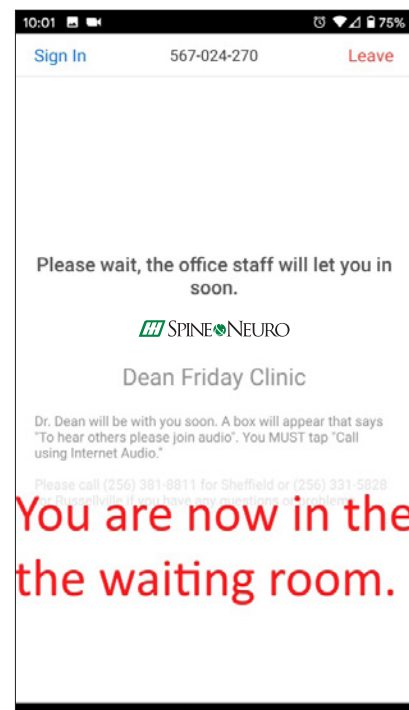 10:01 75%
Sign In 567-024-270 Leave
Please wait, the office staff will let you in
soon.
SPINE NEURO
Dean Friday Clinic
Dr. Dean will be with you soon. A box will appear that says
"To hear others please join audio". You MUST tap "Call
using Internet Audio."
Please call (256) 381-8811 for Sheffield or (256) 331-5828
for Russellville if you have any questions or problems.
You are now in the
the waiting room.